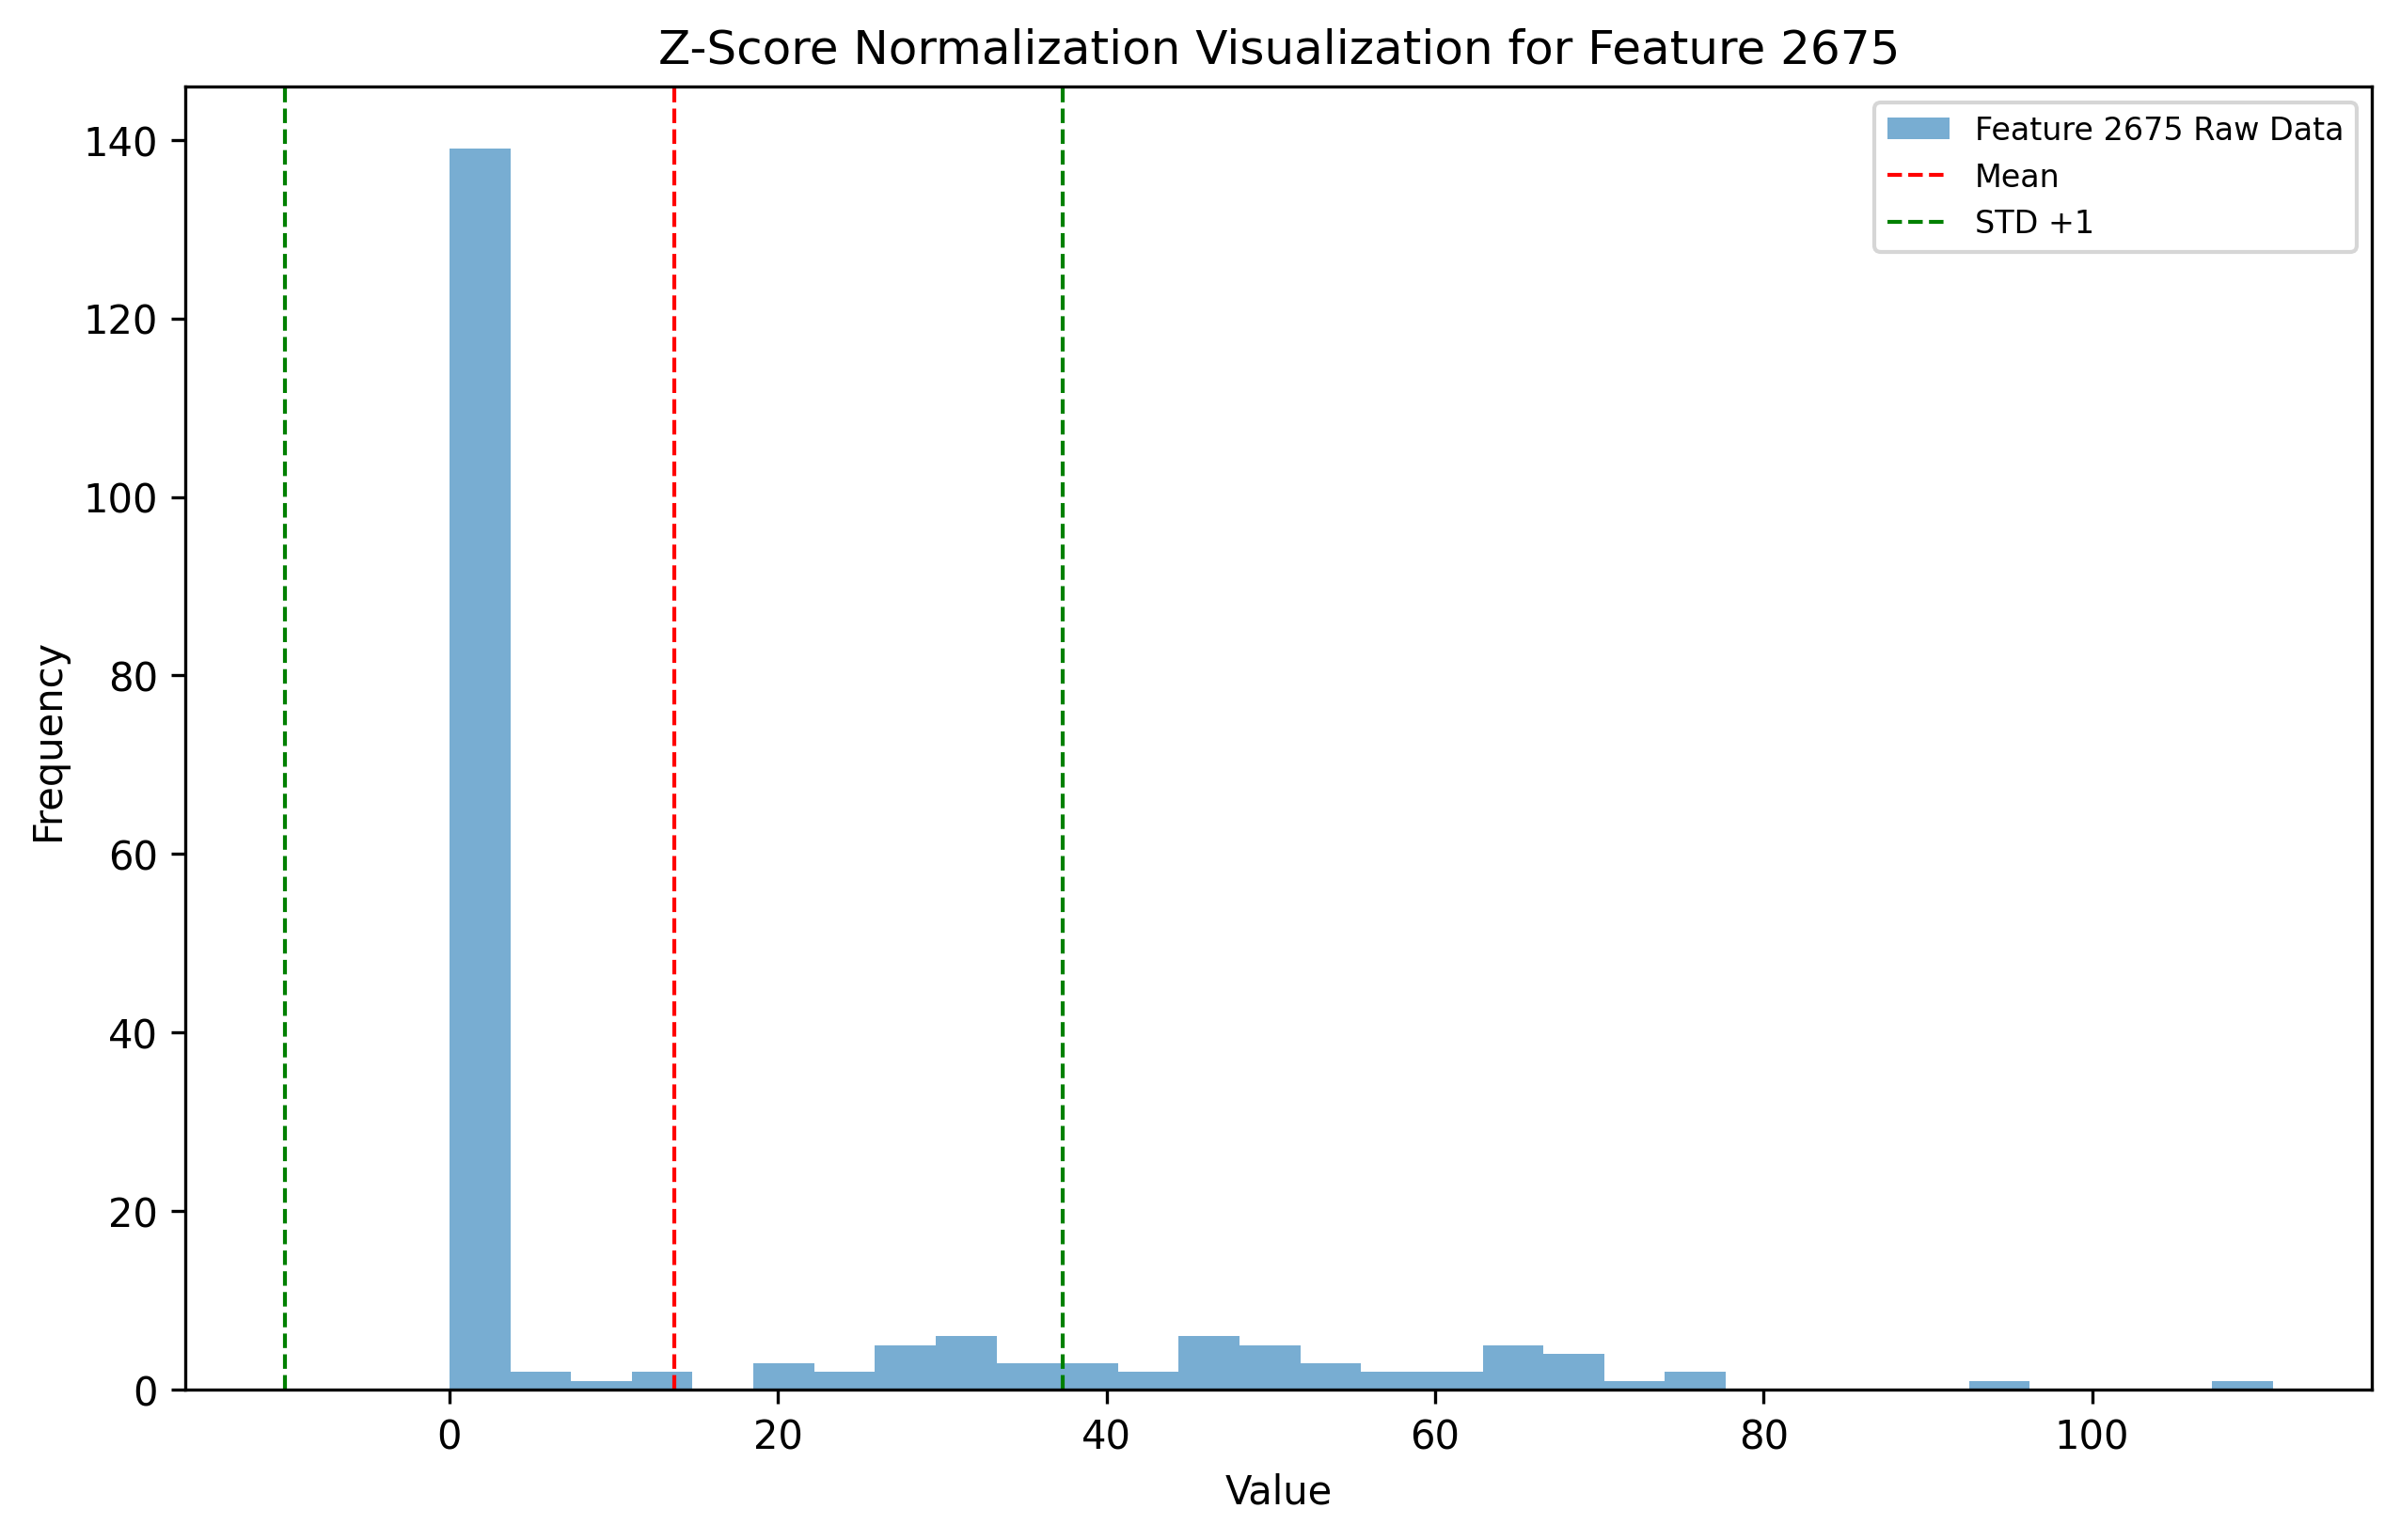 Z-Score Normalization Visualization for Feature 2675
Feature 2675 Raw Data
Mean
STD +1
140
120
100
80
60
40
20
0
Frequency
0 20 40 60 80 100
Value